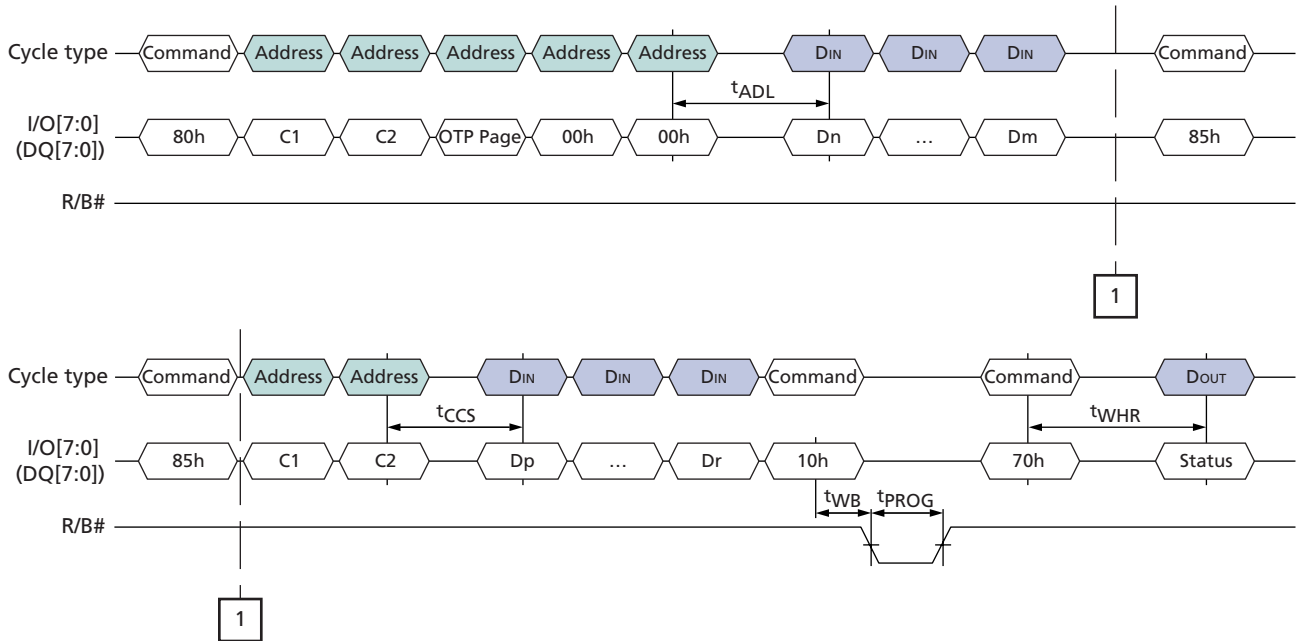 Cycle type Command Address Address Address Address Address DIN DIN DIN Command
tADL
I/O[7:0]
(DQ[7:0]) 80h C1 C2 OTP Page 00h 00h Dn … Dm 85h
R/B#
1
Cycle type Command Address Address DIN DIN DIN Command Command DOUT
tCCS tWHR
I/O[7:0]
(DQ[7:0]) 85h C1 C2 Dp … Dr 10h 70h Status
tWB tPROG
R/B#
1